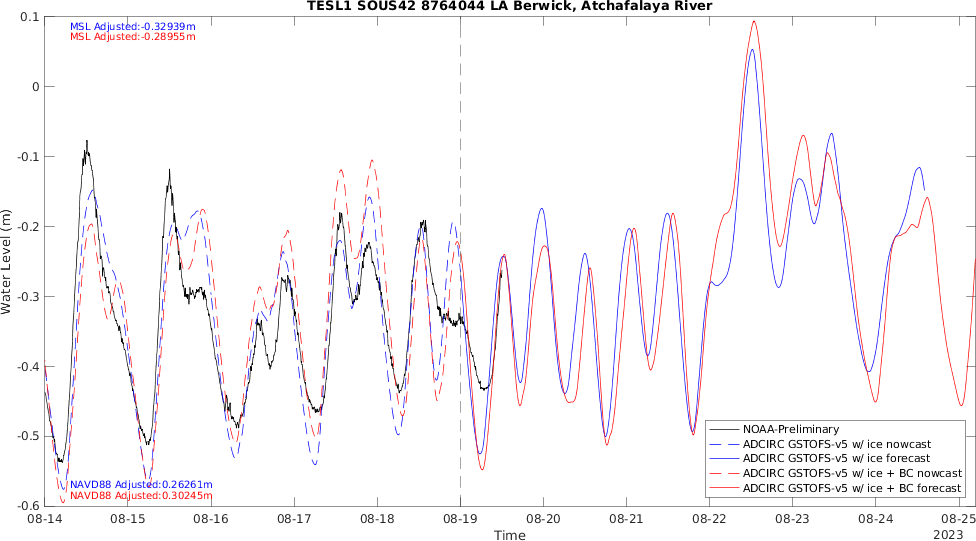 TESL1 SOUS42 8764044 LA Berwick, Atchafalaya River
MSL Adjusted:-0.32939m
MSL Adjusted:-0.28955m
0.1
0
-0.1
-0.2
-0.3
-0.4
-0.5
-0.6
Water Level (m)
NOAA-Preliminary
ADCIRC GSTOFS-v5 w/ ice nowcast
ADCIRC GSTOFS-v5 w/ ice forecast
ADCIRC GSTOFS-v5 w/ ice + BC nowcast
ADCIRC GSTOFS-v5 w/ ice + BC forecast
NAVD88 Adjusted:0.26261m
NAVD88 Adjusted:0.30245m
08-14 08-15 08-16 08-17 08-18 08-19 08-20 08-21 08-22 08-23 08-24 08-25
Time
2023